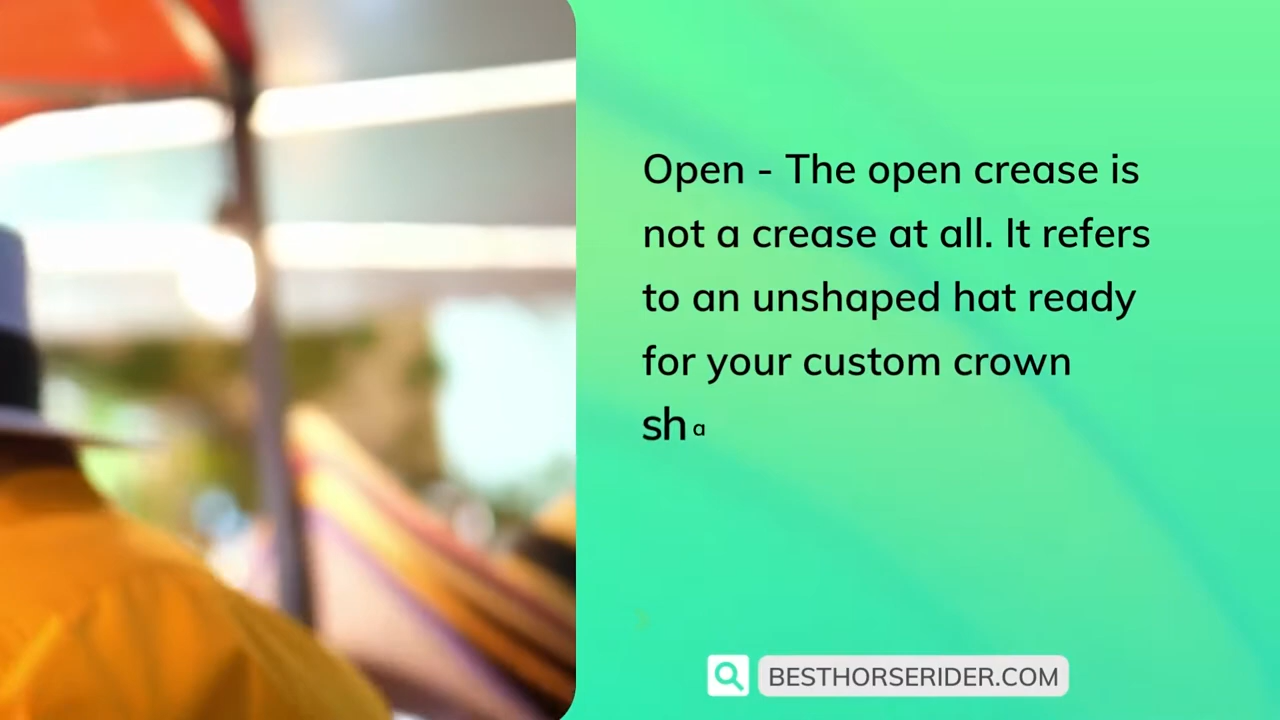 Open - The open crease is
not a crease at all. It refers
to an unshaped hat ready
for your custom crown
sha
BESTHORSERIDER.COM